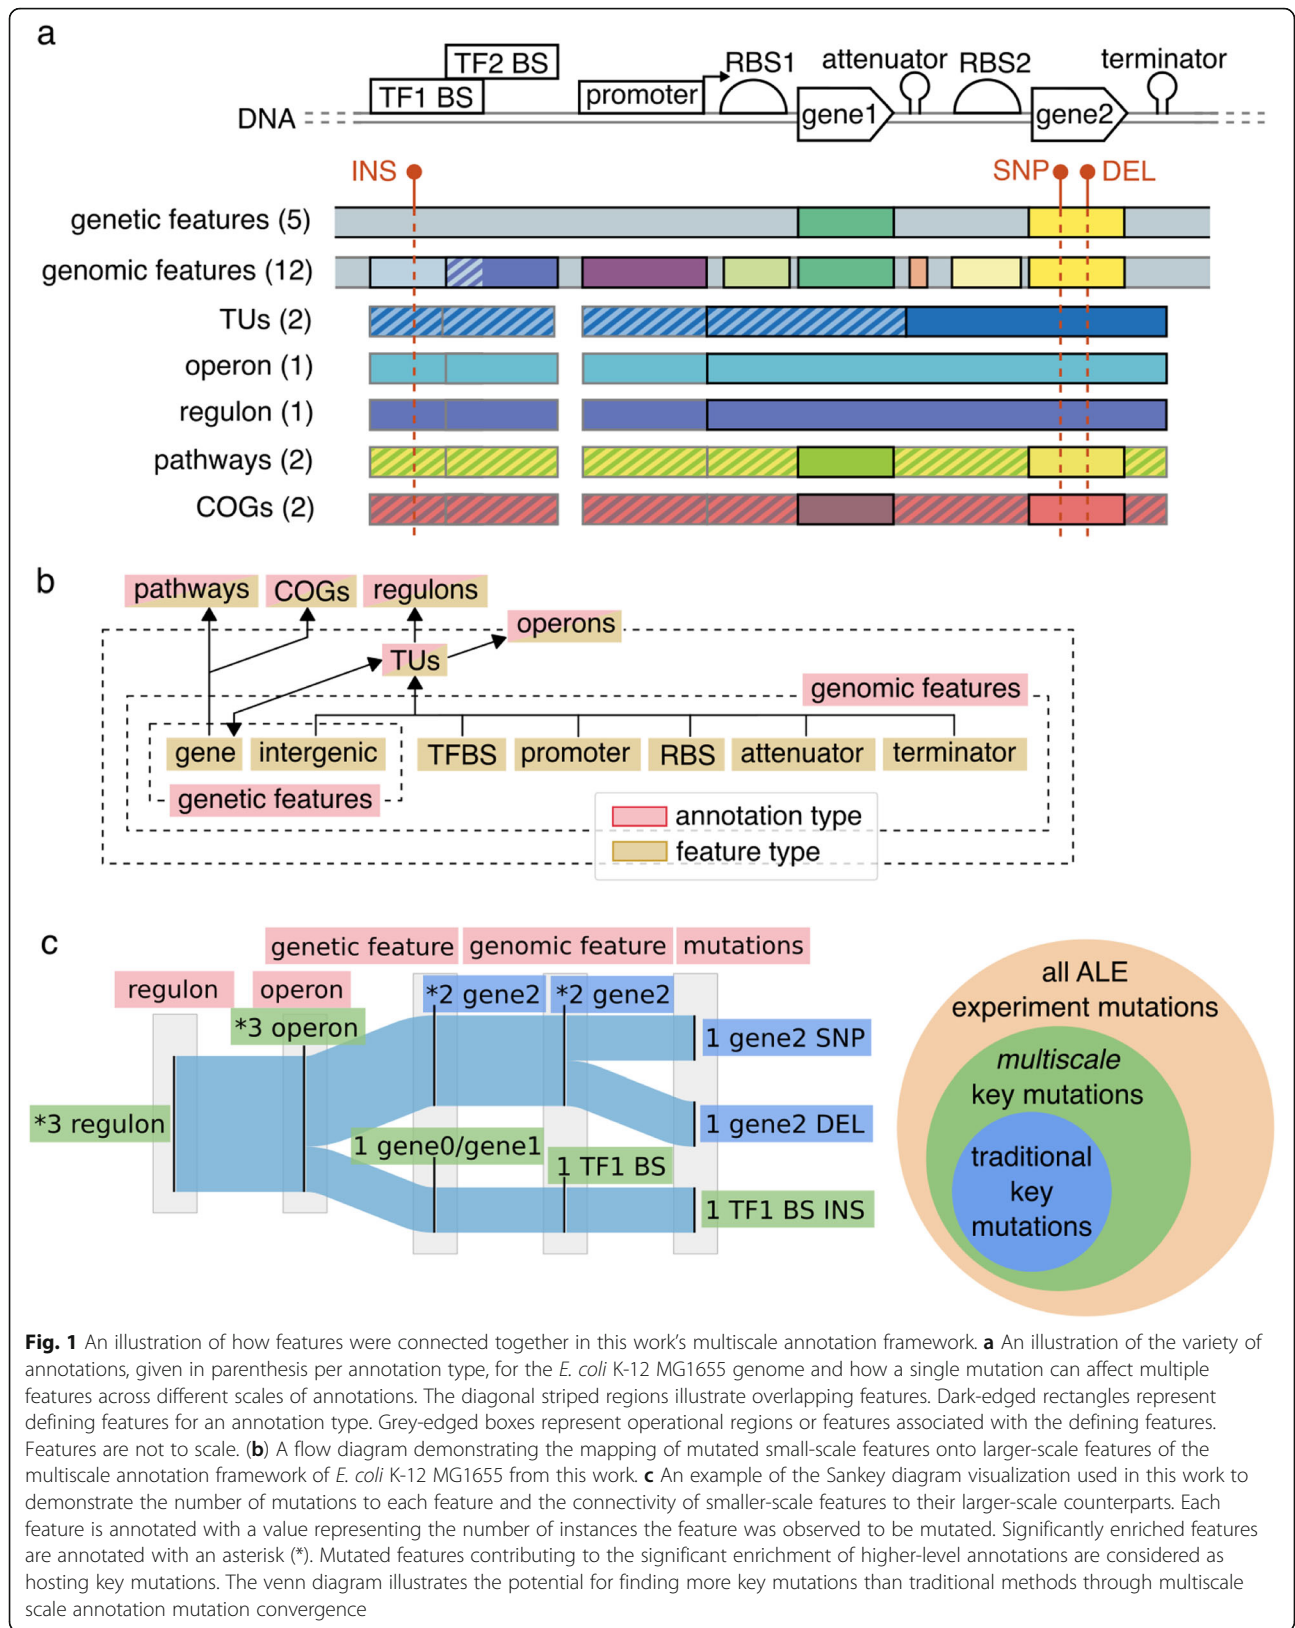 a
TF2 BS
TF1 BS
promoter
RBS1
attenuator
RBS2
terminator
gene1
gene2
DNA
INS
SNP
DEL
genetic features (5)
genomic features (12)
TUs (2)
operon (1)
regulon (1)
pathways (2)
COGs (2)
b
pathways
COGs
regulons
operons
TUs
genomic features
gene
intergenic
TFBS
promoter
RBS
attenuator
terminator
genetic features
annotation type
feature type
c
genetic feature
genomic feature
mutations
regulon
operon
*2 gene2
*2 gene2
*3 operon
1 gene2 SNP
*3 regulon
1 gene2 DEL
1 gene0/gene1
1 TF1 BS
1 TF1 BS INS
all ALE
experiment mutations
multiscale
key mutations
traditional
key
mutations
Fig. 1 An illustration of how features were connected together in this work's multiscale annotation framework. a An illustration of the variety of
annotations, given in parenthesis per annotation type, for the E. coli K-12 MG1655 genome and how a single mutation can affect multiple
features across different scales of annotations. The diagonal striped regions illustrate overlapping features. Dark-edged rectangles represent
defining features for an annotation type. Grey-edged boxes represent operational regions or features associated with the defining features.
Features are not to scale. (b) A flow diagram demonstrating the mapping of mutated small-scale features onto larger-scale features of the
multiscale annotation framework of E. coli K-12 MG1655 from this work. c An example of the Sankey diagram visualization used in this work to
demonstrate the number of mutations to each feature and the connectivity of smaller-scale features to their larger-scale counterparts. Each
feature is annotated with a value representing the number of instances the feature was observed to be mutated. Significantly enriched features
are annotated with an asterisk (*). Mutated features contributing to the significant enrichment of higher-level annotations are considered as
hosting key mutations. The venn diagram illustrates the potential for finding more key mutations than traditional methods through multiscale
scale annotation mutation convergence